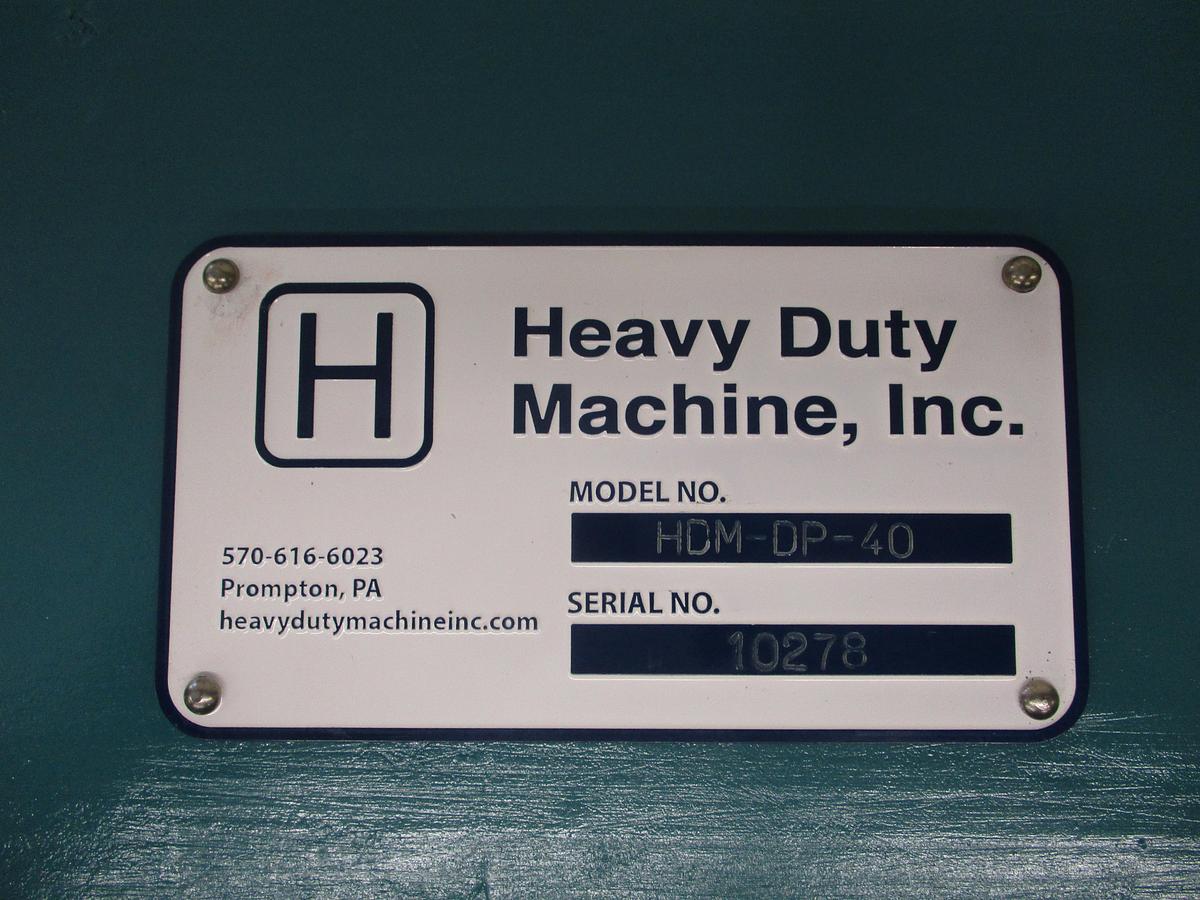 H
Heavy Duty
Machine, Inc.
MODEL NO.
HDM-DP-40
570-616-6023
Prompton, PA
heavydutymachineinc.com
SERIAL NO.
10278